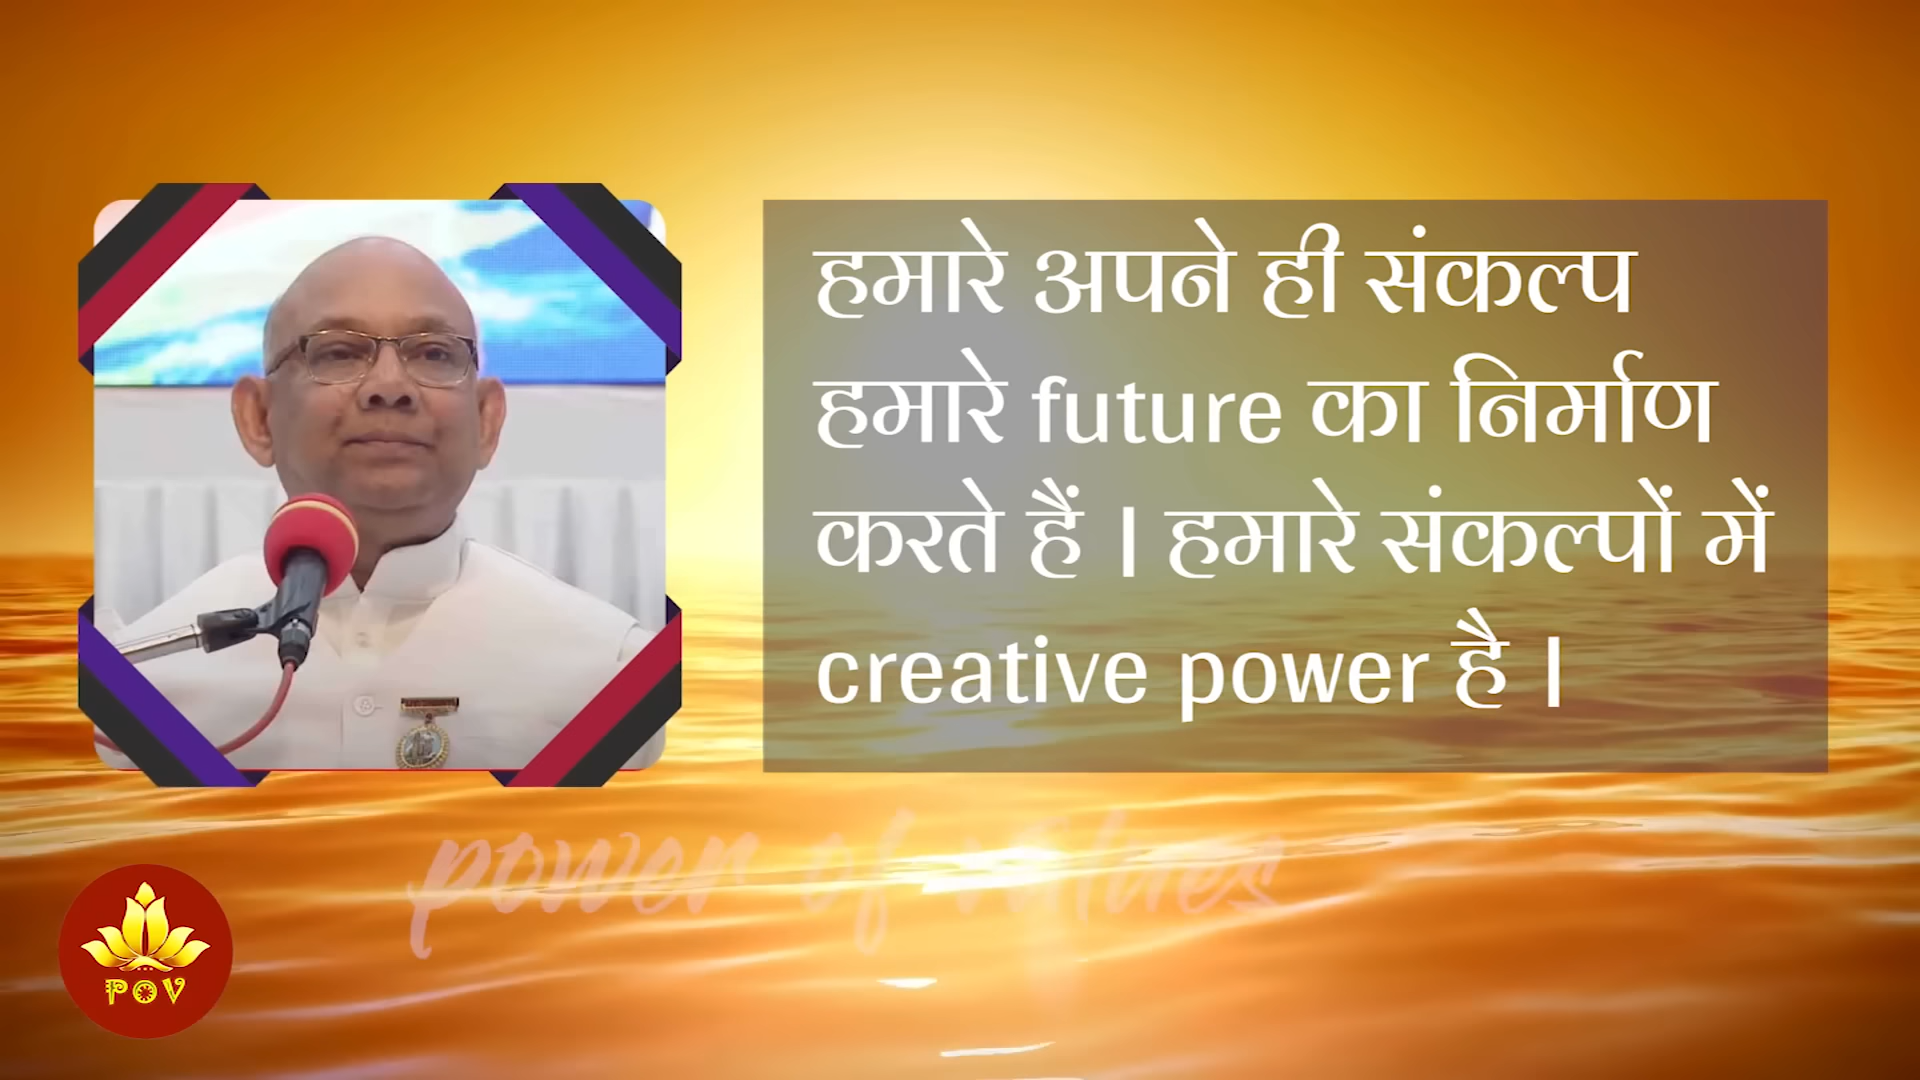 हमारे अपने ही संकल्प
हमारे future का निर्माण
करते हैं । हमारे संकल्पों में
creative power है ।
power of values
POV